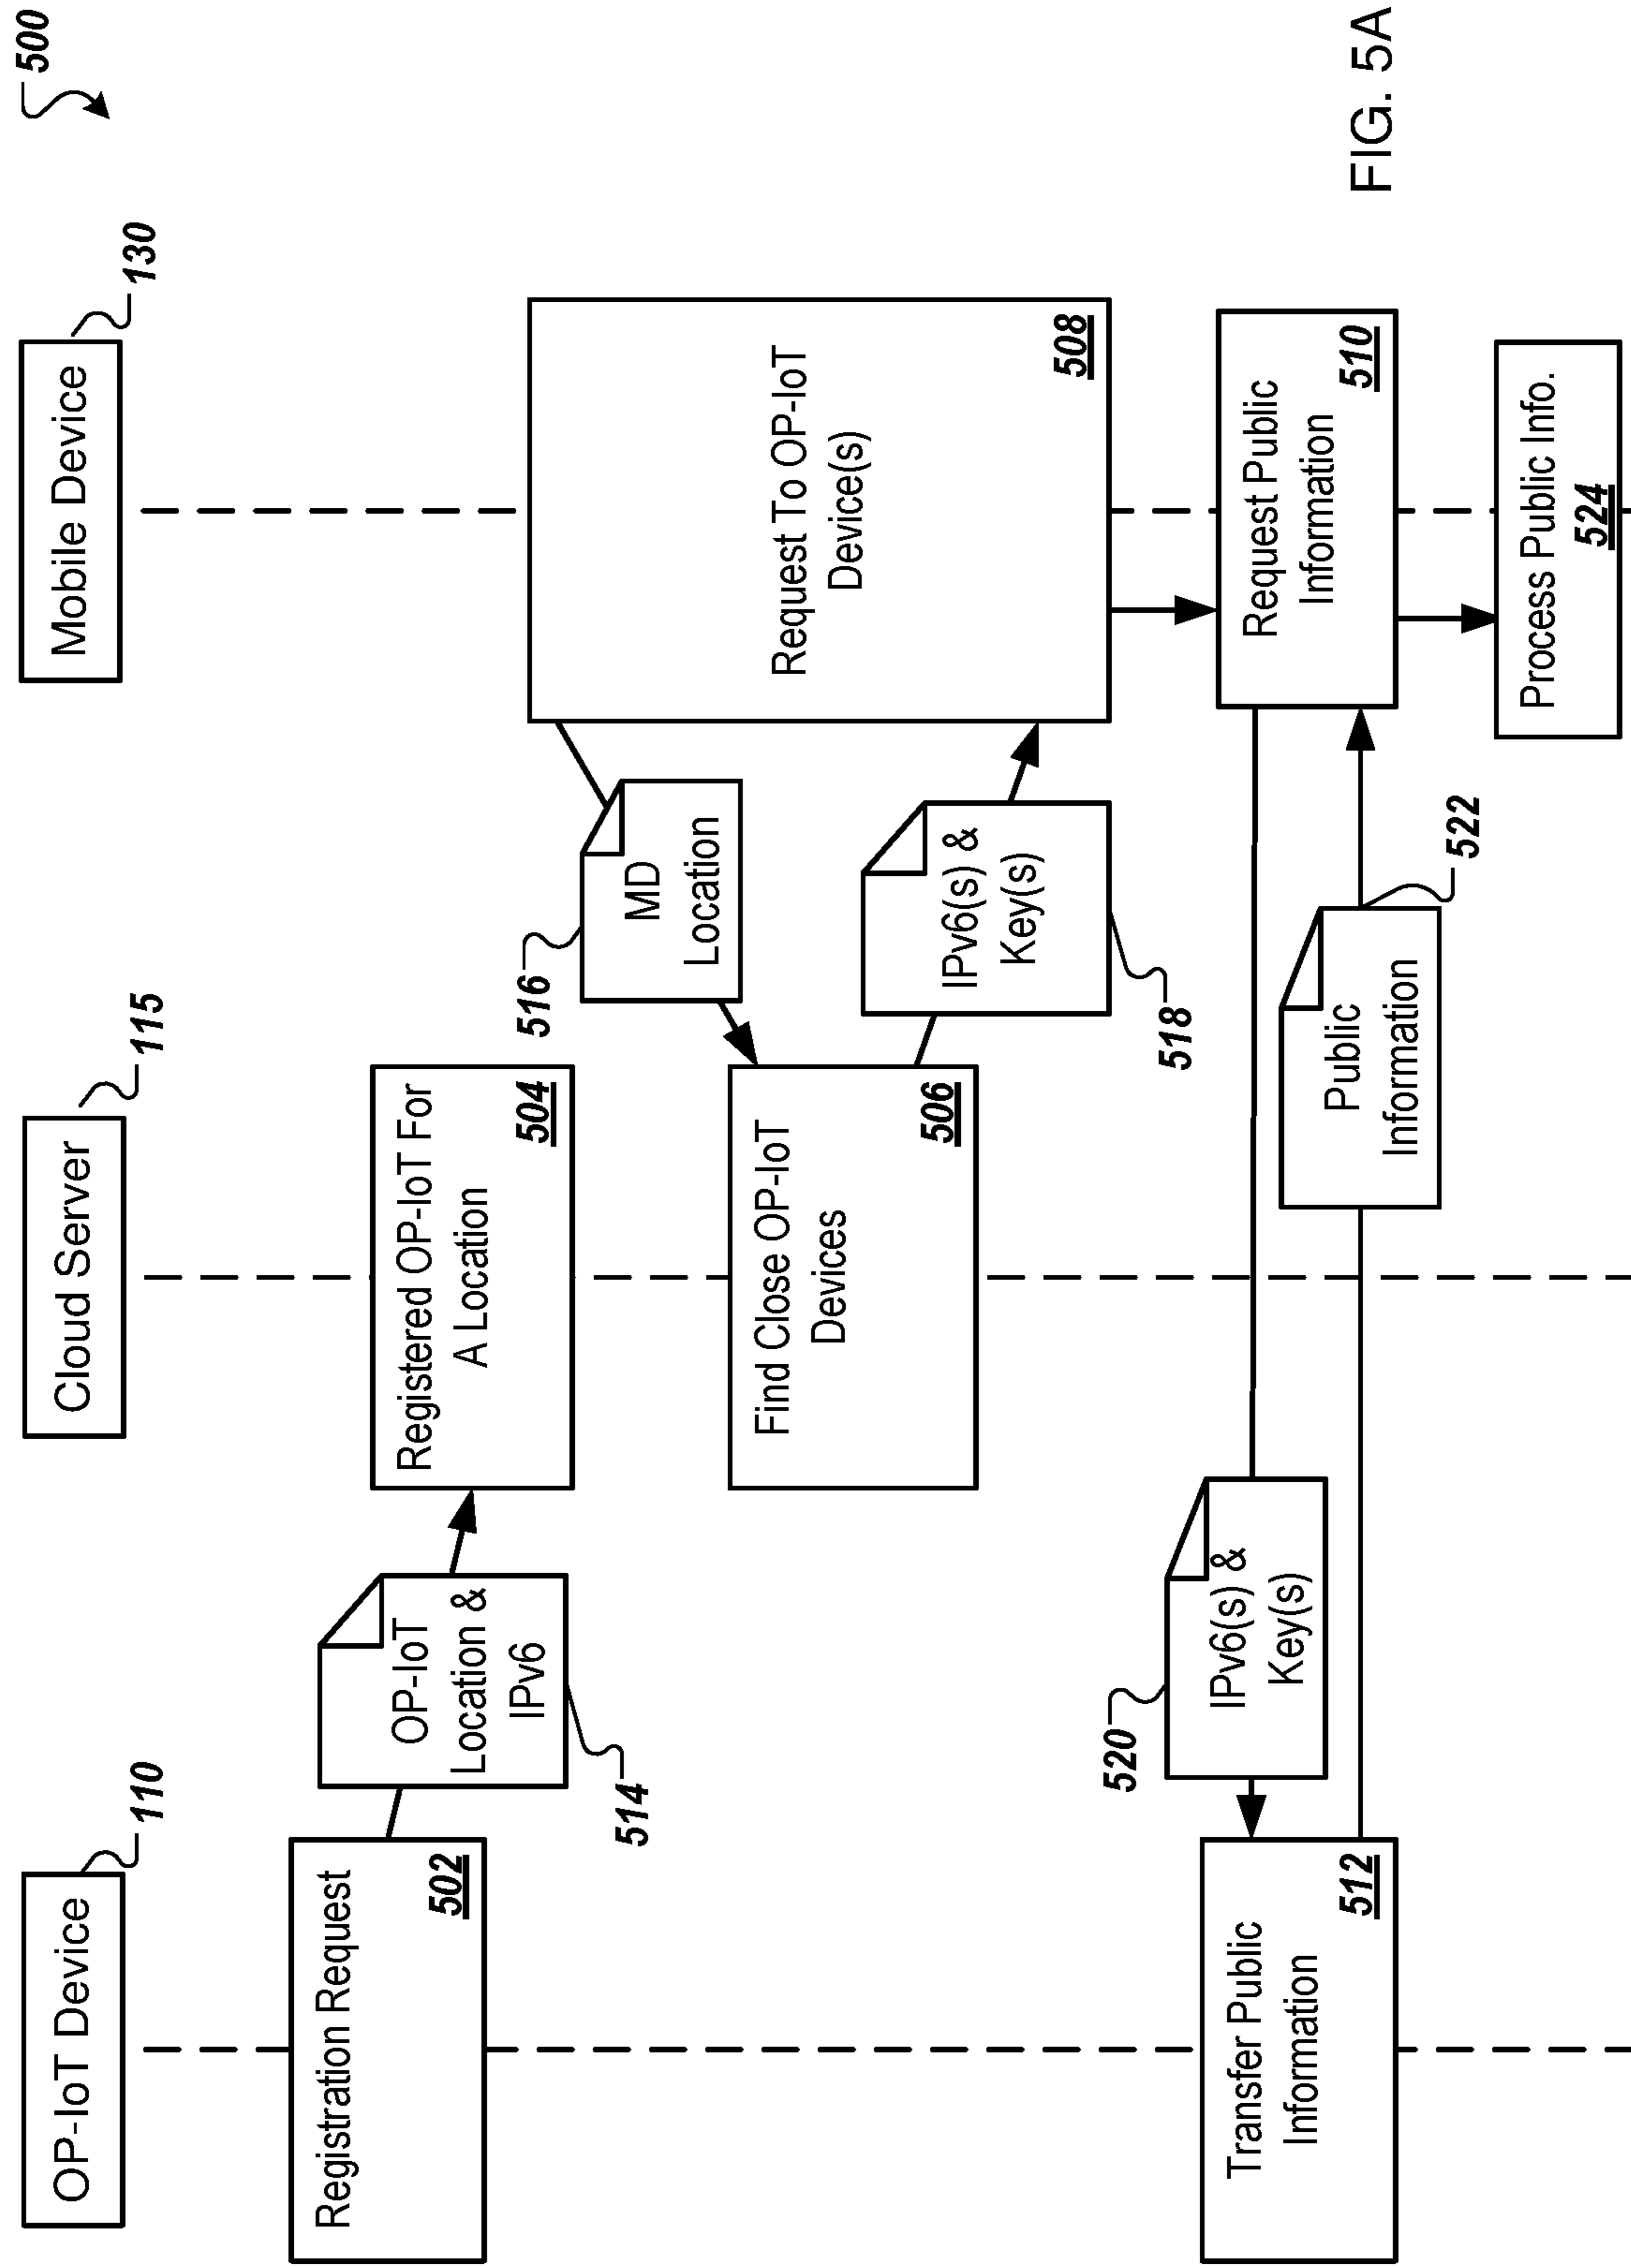 500
OP-IoT Device
110
Cloud Server
115
Mobile Device
130
Registration Request
502
OP-IoT
Location &
IPv6
514
Registered OP-IoT For
A Location
504
516
MD
Location
Request To OP-IoT
Device(s)
508
Find Close OP-IoT
Devices
506
IPv6(s) &
Key(s)
518
520
IPv6(s) &
Key(s)
Transfer Public
Information
512
Public
Information
522
Request Public
Information
510
Process Public Info.
524
FIG. 5A